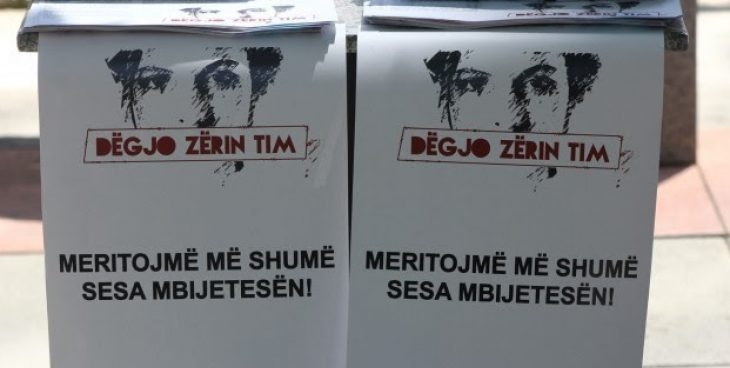 DËGJO ZËRIN TIM
MERITOJMË MË SHUMË
SESA MBIJETESËN!
DËGJO ZËRIN TIM
MERITOJMË MË SHUMË
SESA MBIJETESËN!